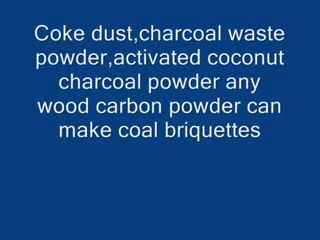 Coke dust,charcoal waste
powder,activated coconut
charcoal powder any
wood carbon powder can
make coal briquettes